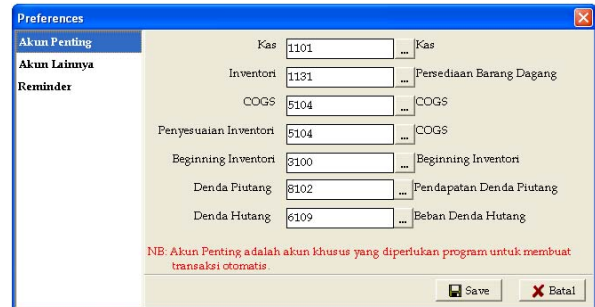 Preferences
Akun Penting
Akun Lainnya
Reminder
Kas 1101 ... Kas
Inventori 1131 ... Persediaan Barang Dagang
COGS 5104 ... COGS
Penyesuaian Inventori 5104 ... COGS
Beginning Inventori 3100 ... Beginning Inventori
Denda Piutang 8102 ... Pendapatan Denda Piutang
Denda Hutang 6109 ... Beban Denda Hutang
NB: Akun Penting adalah akun khusus yang diperlukan program untuk membuat
transaksi otomatis.
Save Batal